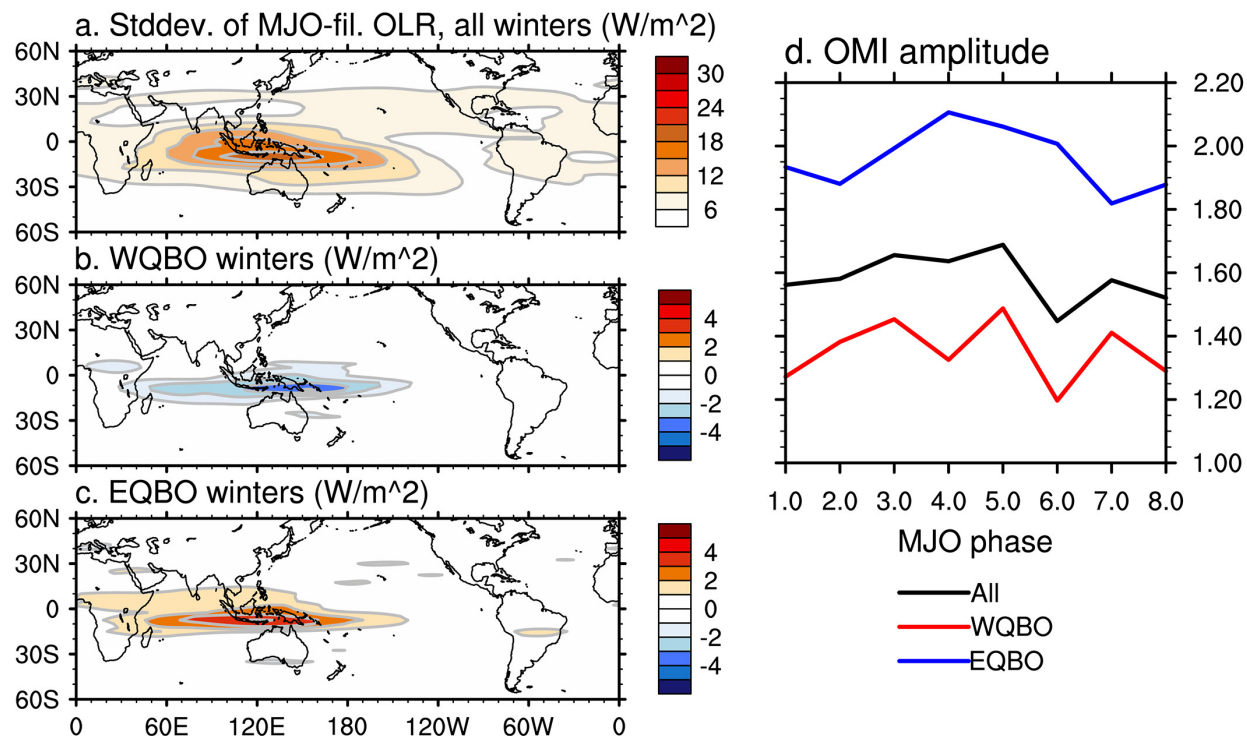 a. Stddev. of MJO-fil. OLR, all winters (W/m^2)
60N
30N
0
30S
60S
30
24
18
12
6
b. WQBO winters (W/m^2)
60N
30N
0
30S
60S
4
2
0
-2
-4
c. EQBO winters (W/m^2)
60N
30N
0
30S
60S
0 60E 120E 180 120W 60W 0
4
2
0
-2
-4
d. OMI amplitude
2.20
2.00
1.80
1.60
1.40
1.20
1.00
1.0 2.0 3.0 4.0 5.0 6.0 7.0 8.0
MJO phase
All
WQBO
EQBO